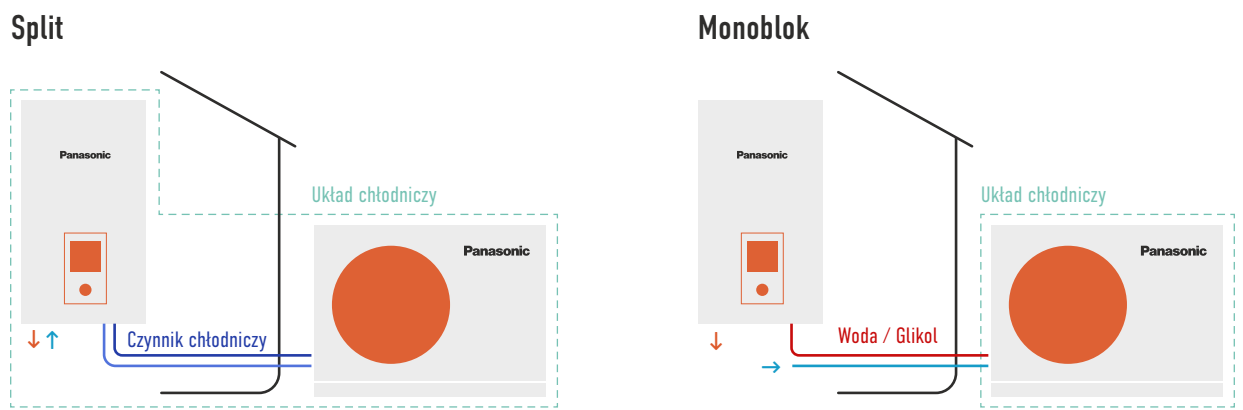 Split
Monoblok
Panasonic
Układ chłodniczy
Panasonic
Czynnik chłodniczy
Panasonic
Układ chłodniczy
Panasonic
Woda / Glikol